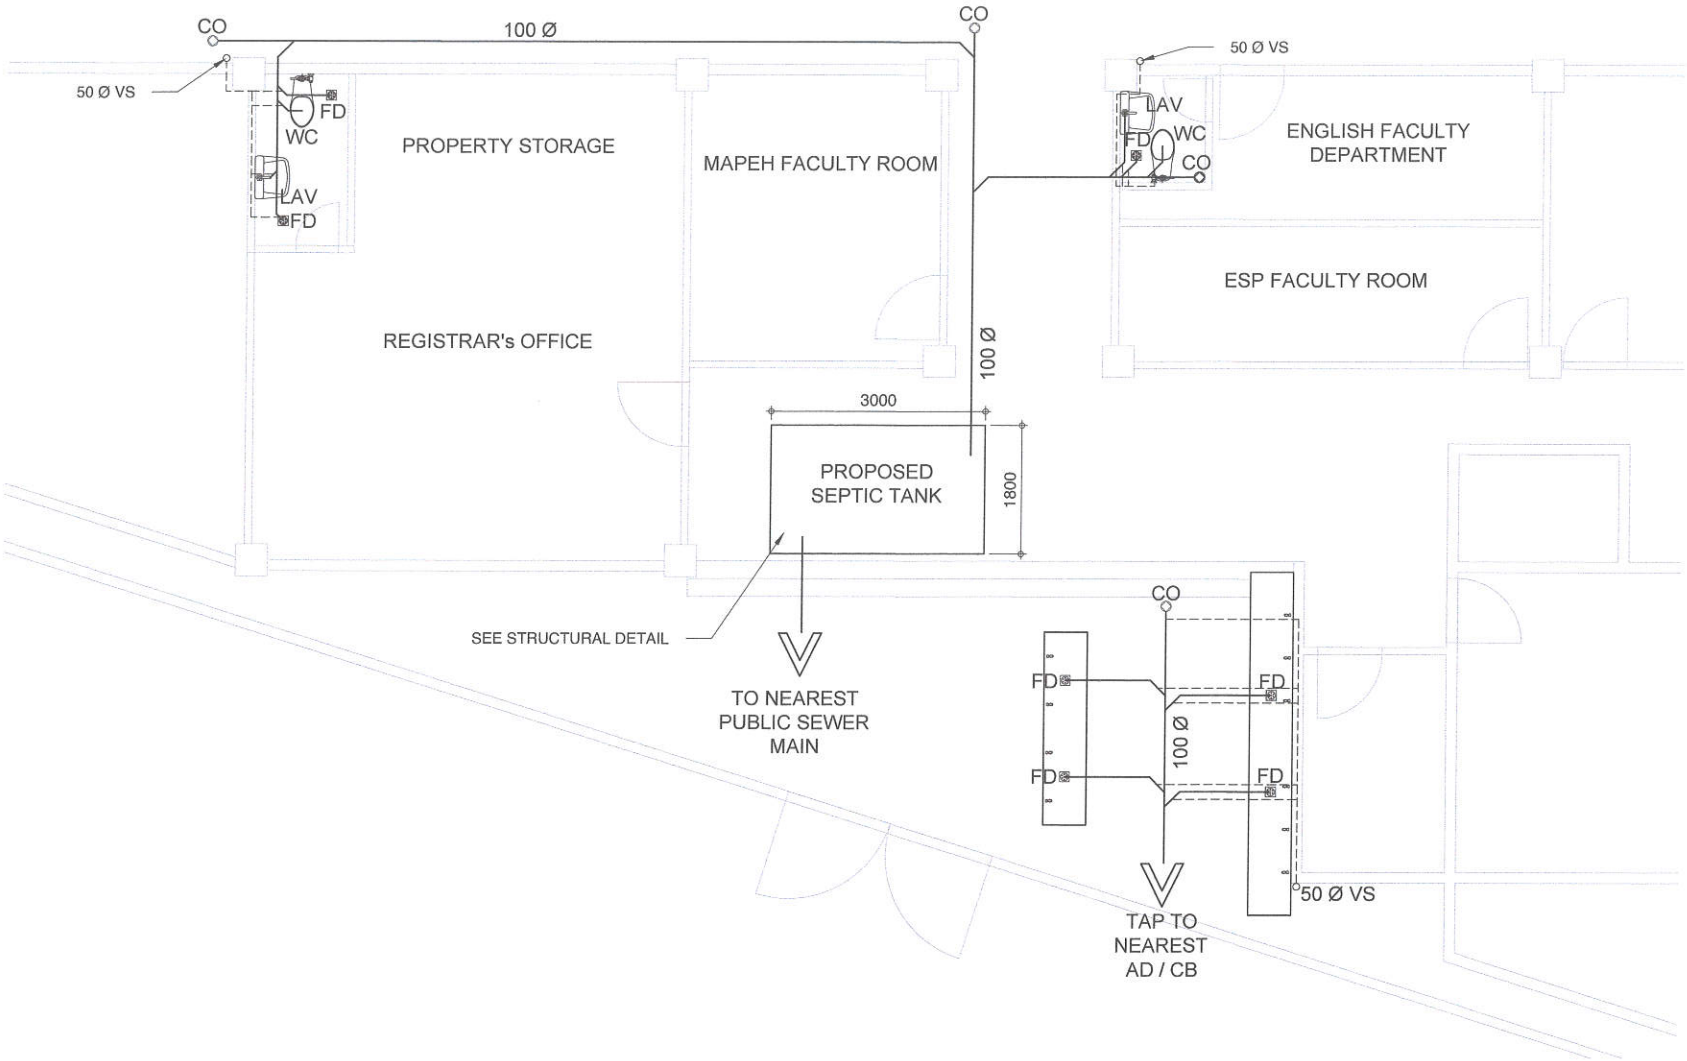 CO
100 Ø
CO
50 Ø VS
50 Ø VS
FD
WC
LAV
FD
PROPERTY STORAGE
MAPEH FACULTY ROOM
LAV
FD
WC
CO
ENGLISH FACULTY
DEPARTMENT
ESP FACULTY ROOM
REGISTRAR's OFFICE
100 Ø
3000
1800
PROPOSED
SEPTIC TANK
SEE STRUCTURAL DETAIL
TO NEAREST
PUBLIC SEWER
MAIN
CO
FD
FD
100 Ø
FD
FD
50 Ø VS
TAP TO
NEAREST
AD / CB